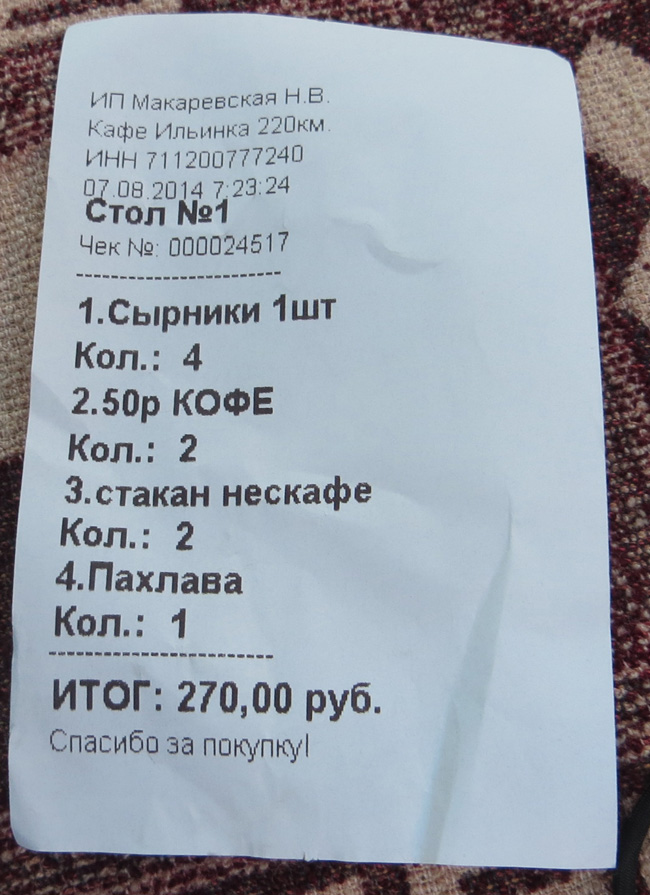 ИП Макаревская Н.В.
Кафе Ильинка 220км.
ИНН 711200777240
07.08.2014 7:23:24
Стол №1
Чек №: 000024517
-----------------------
1.Сырники 1шт
Кол.: 4
2.50р КОФЕ
Кол.: 2
3.стакан нескафе
Кол.: 2
4.Пахлава
Кол.: 1
-----------------------
ИТОГ: 270,00 руб.
Спасибо за покупку!